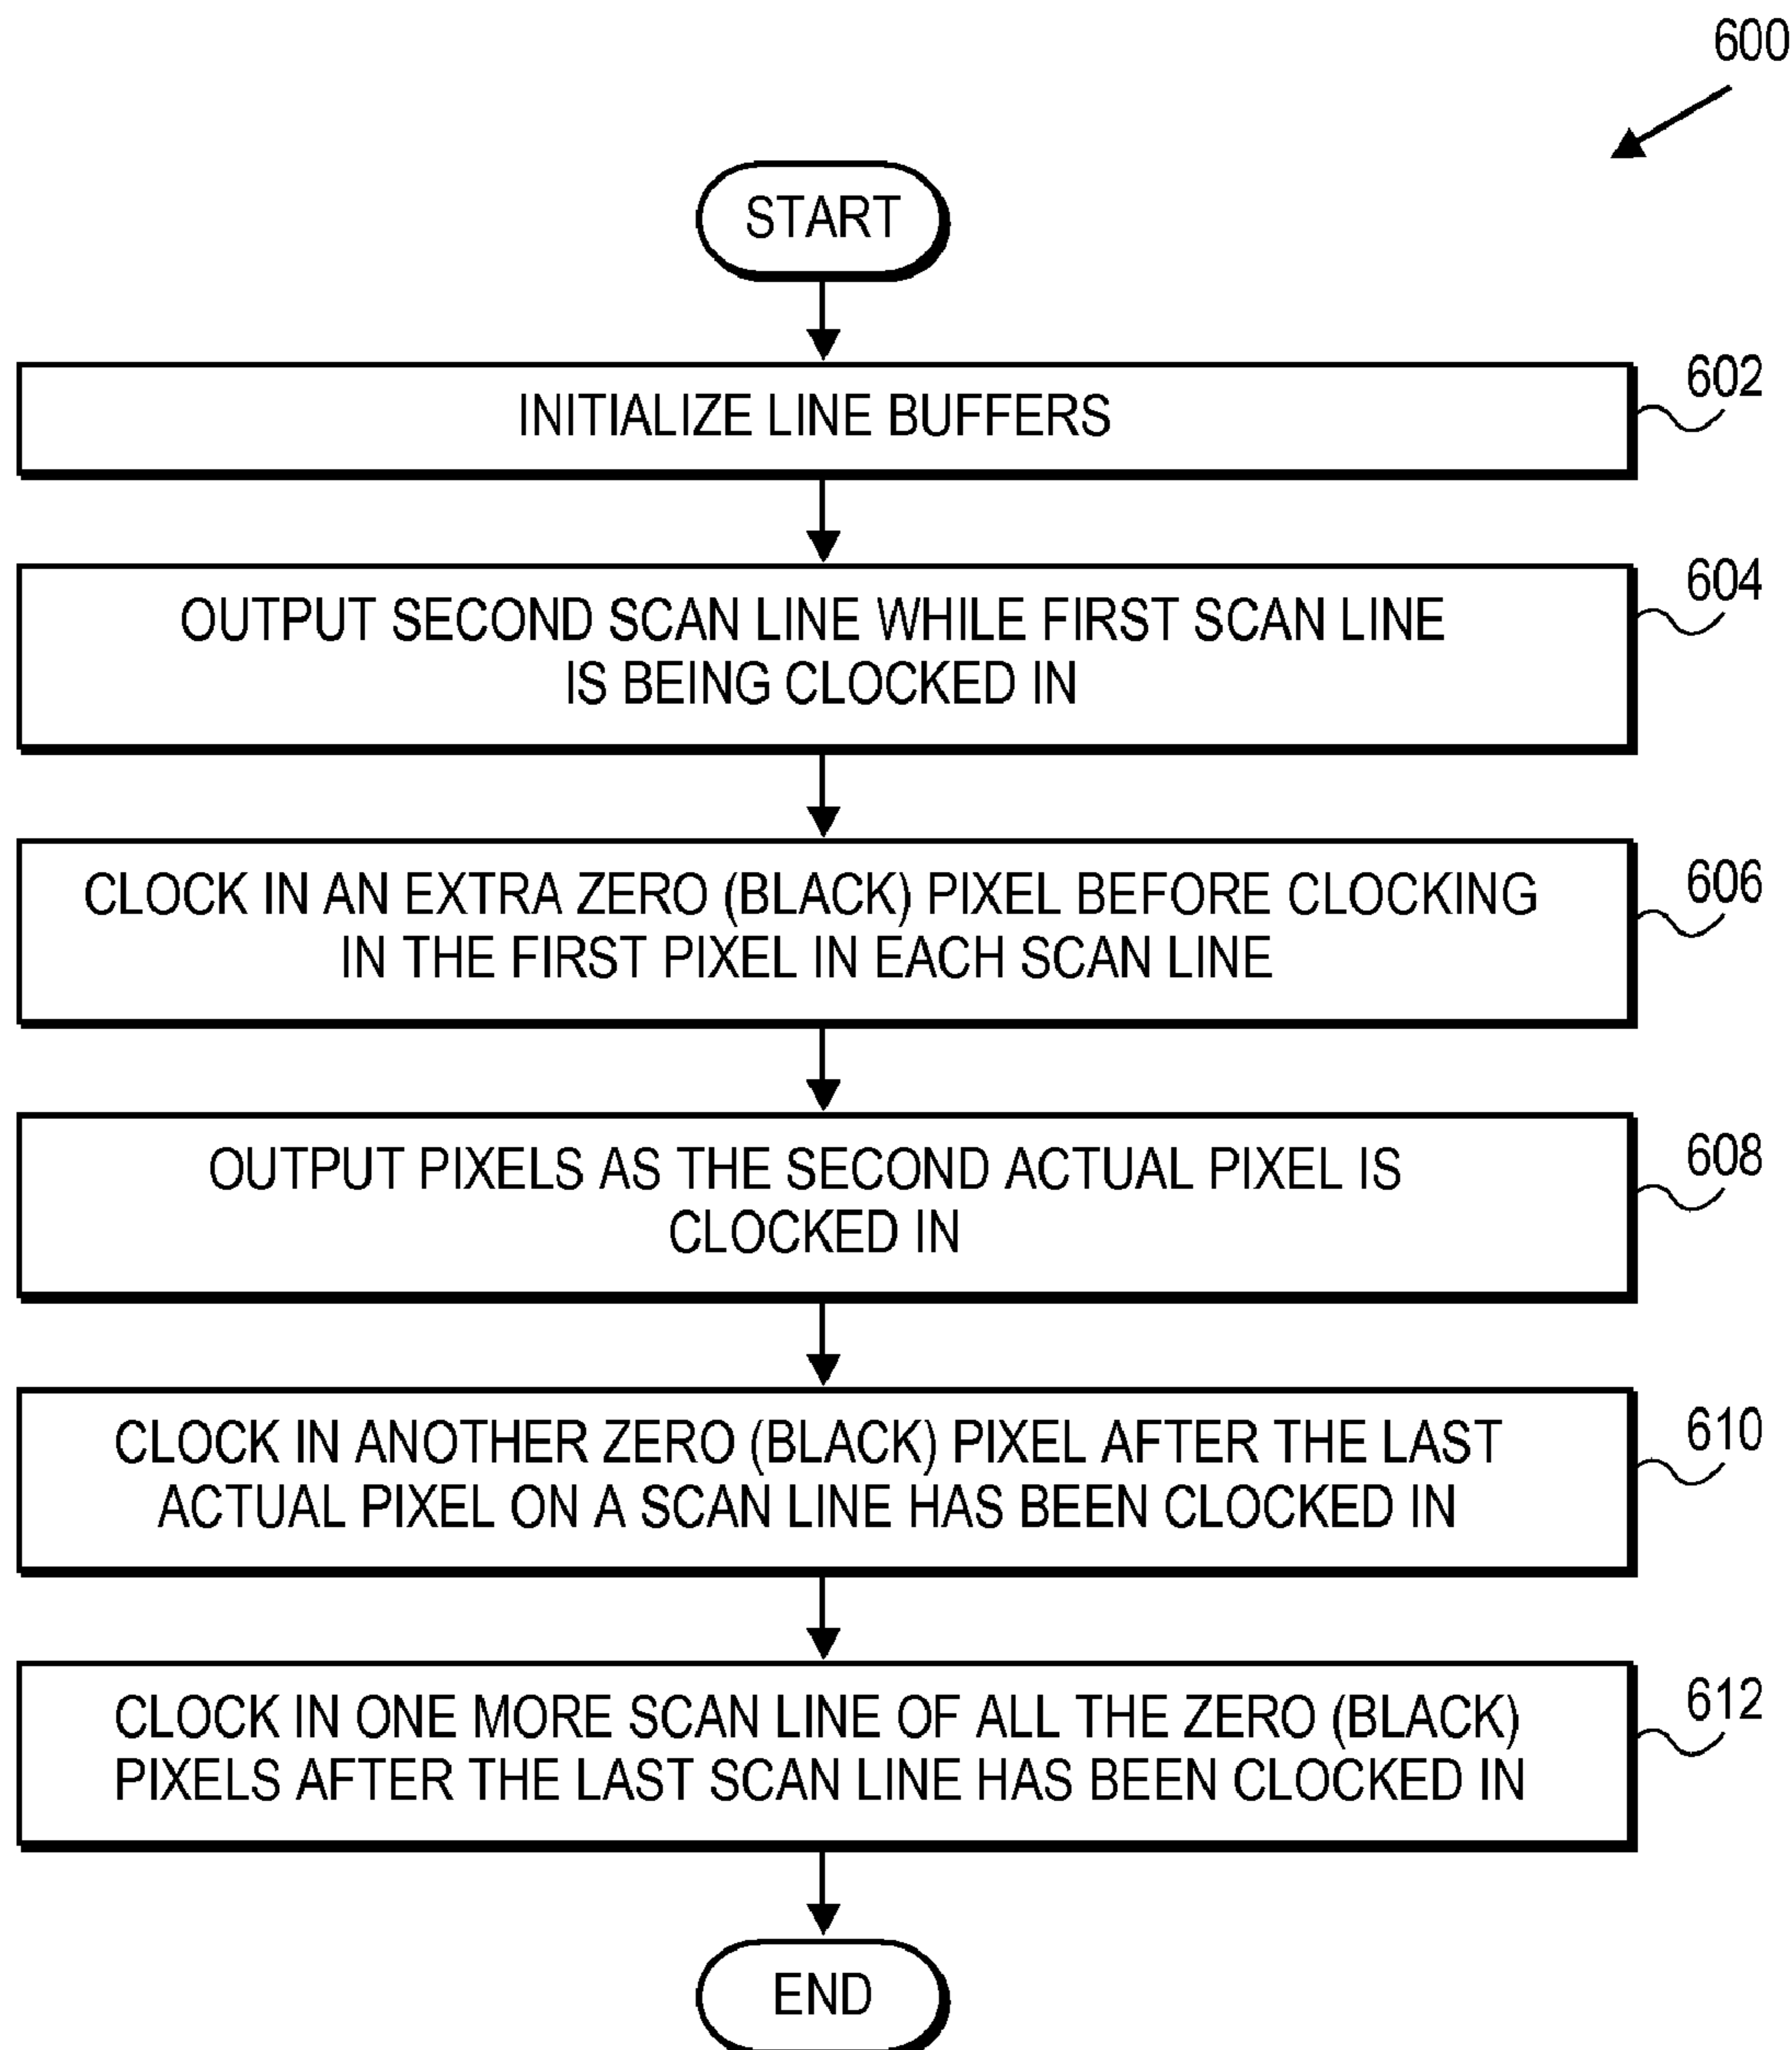 600
START
INITIALIZE LINE BUFFERS
602
OUTPUT SECOND SCAN LINE WHILE FIRST SCAN LINE
IS BEING CLOCKED IN
604
CLOCK IN AN EXTRA ZERO (BLACK) PIXEL BEFORE CLOCKING
IN THE FIRST PIXEL IN EACH SCAN LINE
606
OUTPUT PIXELS AS THE SECOND ACTUAL PIXEL IS
CLOCKED IN
608
CLOCK IN ANOTHER ZERO (BLACK) PIXEL AFTER THE LAST
ACTUAL PIXEL ON A SCAN LINE HAS BEEN CLOCKED IN
610
CLOCK IN ONE MORE SCAN LINE OF ALL THE ZERO (BLACK)
PIXELS AFTER THE LAST SCAN LINE HAS BEEN CLOCKED IN
612
END